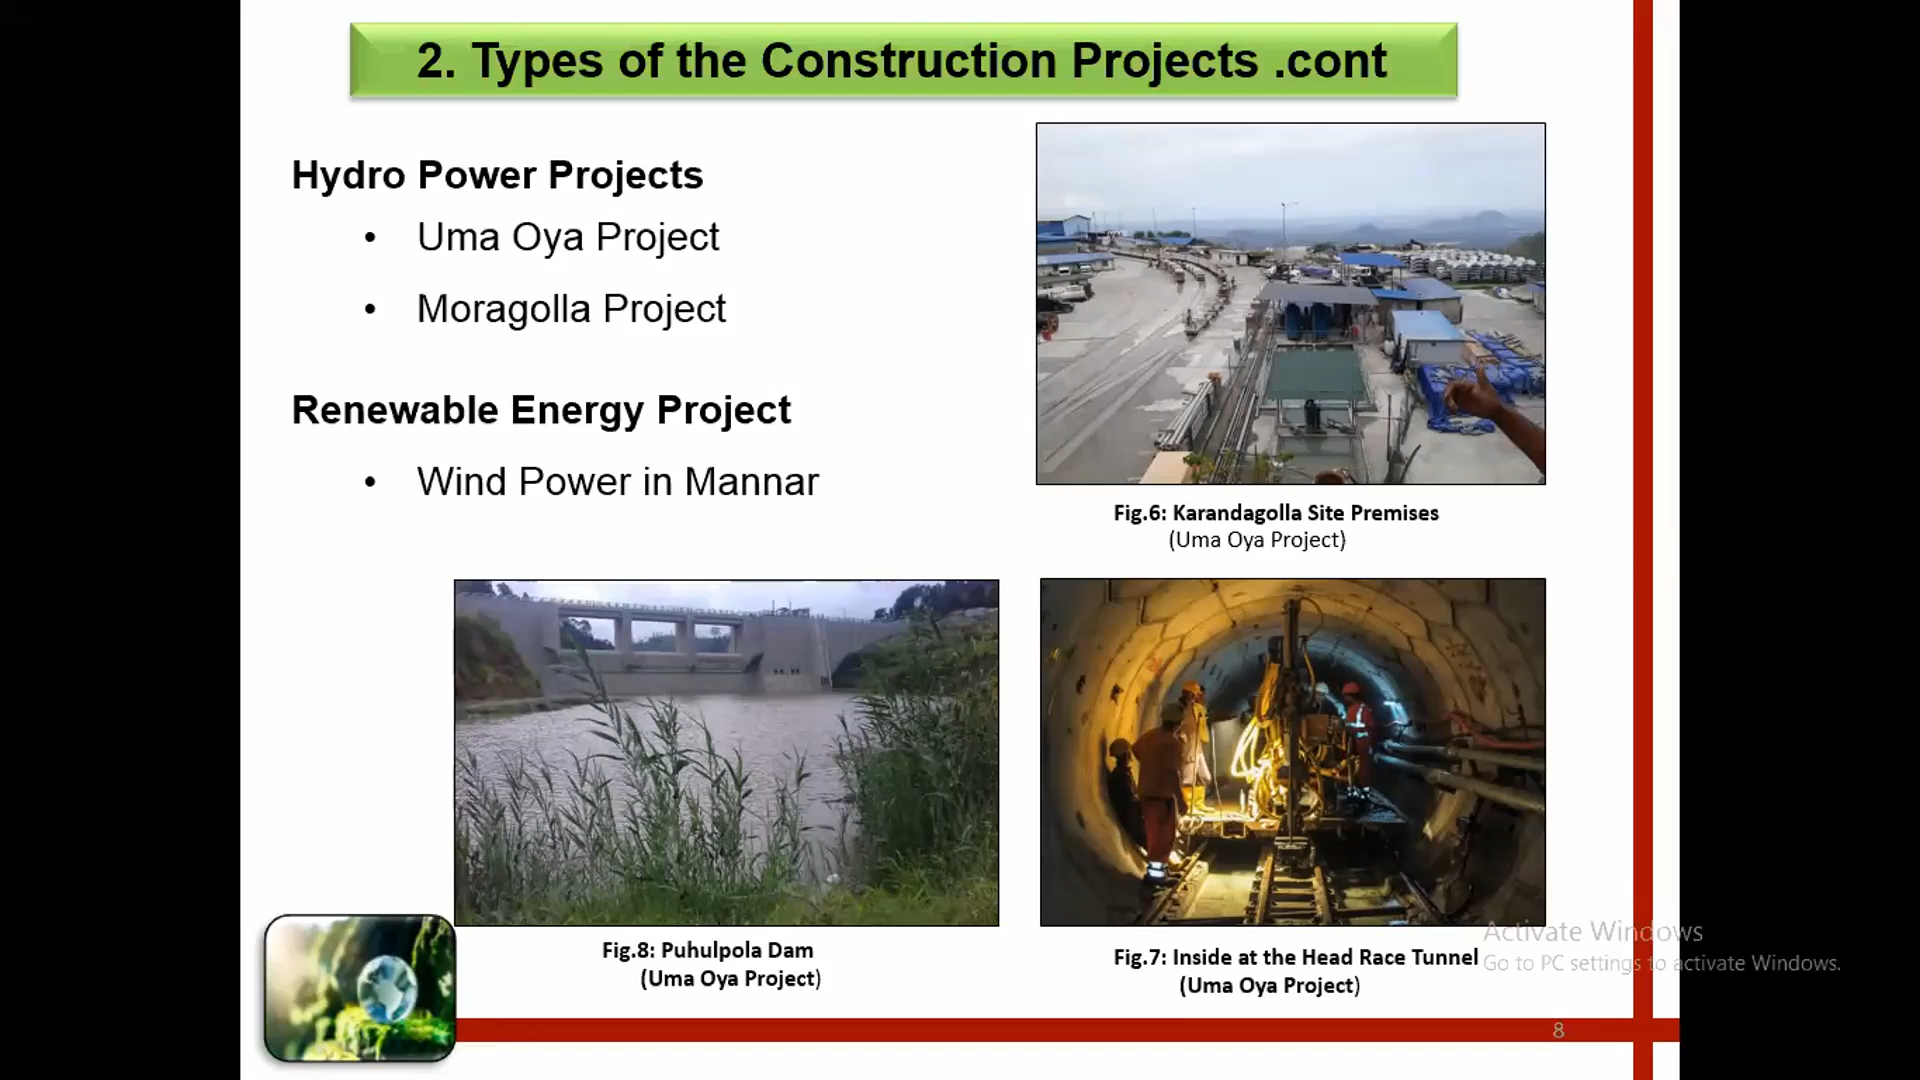 2. Types of the Construction Projects .cont
Hydro Power Projects
• Uma Oya Project
• Moragolla Project
Renewable Energy Project
• Wind Power in Mannar
Fig.6: Karandagolla Site Premises
(Uma Oya Project)
Fig.8: Puhulpola Dam
(Uma Oya Project)
Fig.7: Inside at the Head Race Tunnel
(Uma Oya Project)
Activate Windows
Go to PC settings to activate Windows.
8